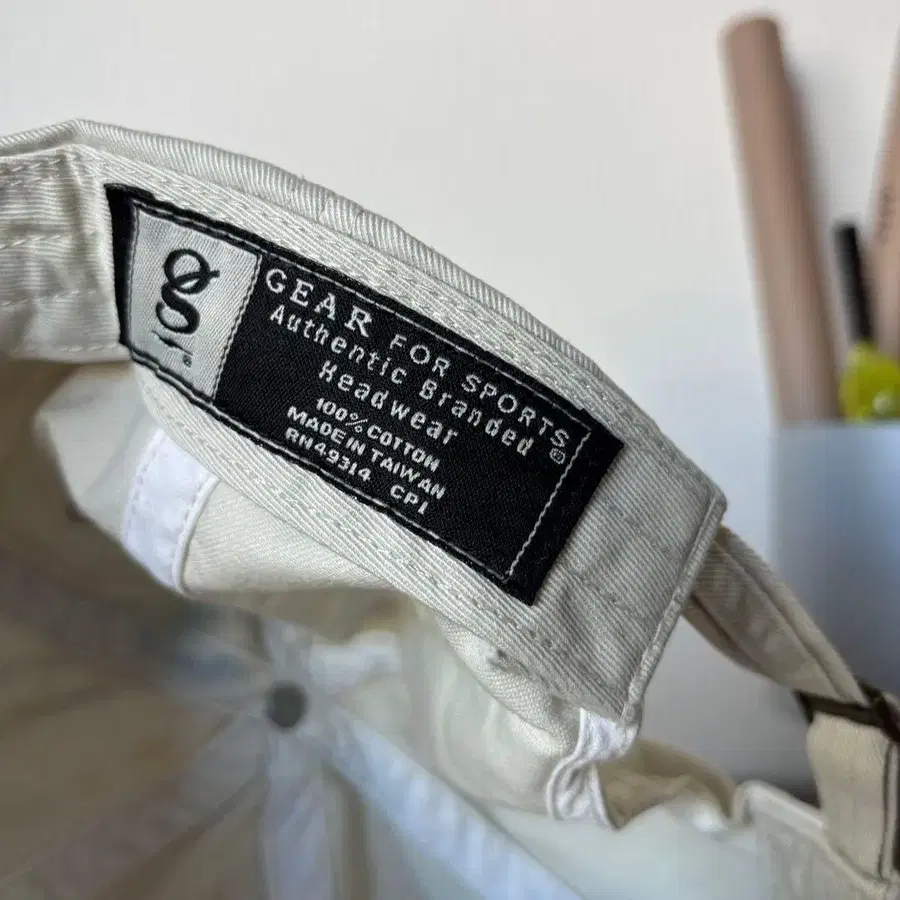 g
®
GEAR FOR SPORTS®
Authentic Branded
Headwear
100% COTTON
MADE IN TAIWAN
RN49314 CP1